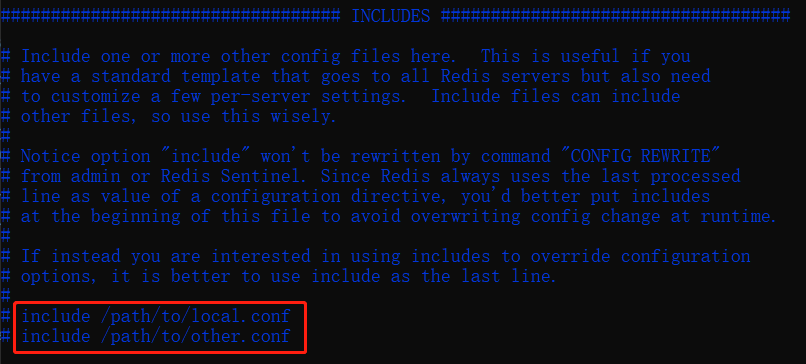 ################################## INCLUDES ###################################
# Include one or more other config files here.  This is useful if you
# have a standard template that goes to all Redis servers but also need
# to customize a few per-server settings.  Include files can include
# other files, so use this wisely.
#
# Notice option "include" won't be rewritten by command "CONFIG REWRITE"
# from admin or Redis Sentinel. Since Redis always uses the last processed
# line as value of a configuration directive, you'd better put includes
# at the beginning of this file to avoid overwriting config change at runtime.
#
# If instead you are interested in using includes to override configuration
# options, it is better to use include as the last line.
#
# include /path/to/local.conf
# include /path/to/other.conf